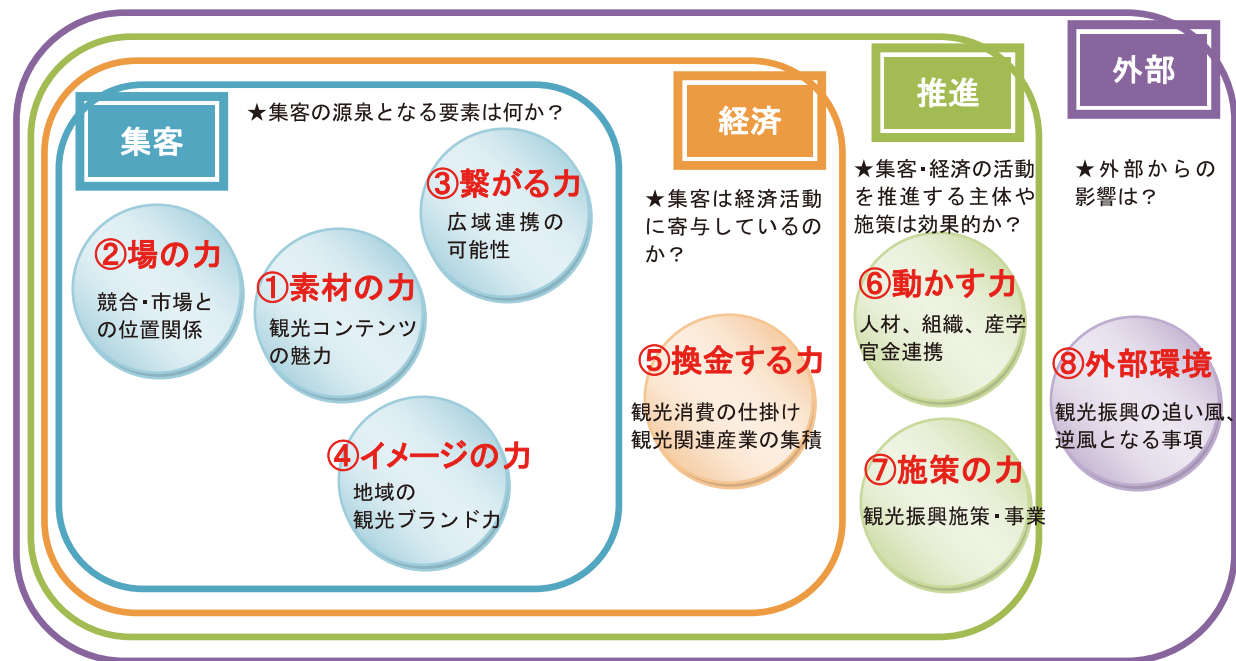 集客
★集客の源泉となる要素は何か？
②場の力
競合・市場と
の位置関係
①素材の力
観光コンテンツ
の魅力
③繋がる力
広域連携の
可能性
④イメージの力
地域の
観光ブランド力
経済
★集客は経済活動
に寄与しているの
か？
⑤換金する力
観光消費の仕掛け
観光関連産業の集積
推進
★集客・経済の活動
を推進する主体や
施策は効果的か？
⑥動かす力
人材、組織、産学
官金連携
⑦施策の力
観光振興施策・事業
外部
★外部からの
影響は？
⑧外部環境
観光振興の追い風、
逆風となる事項